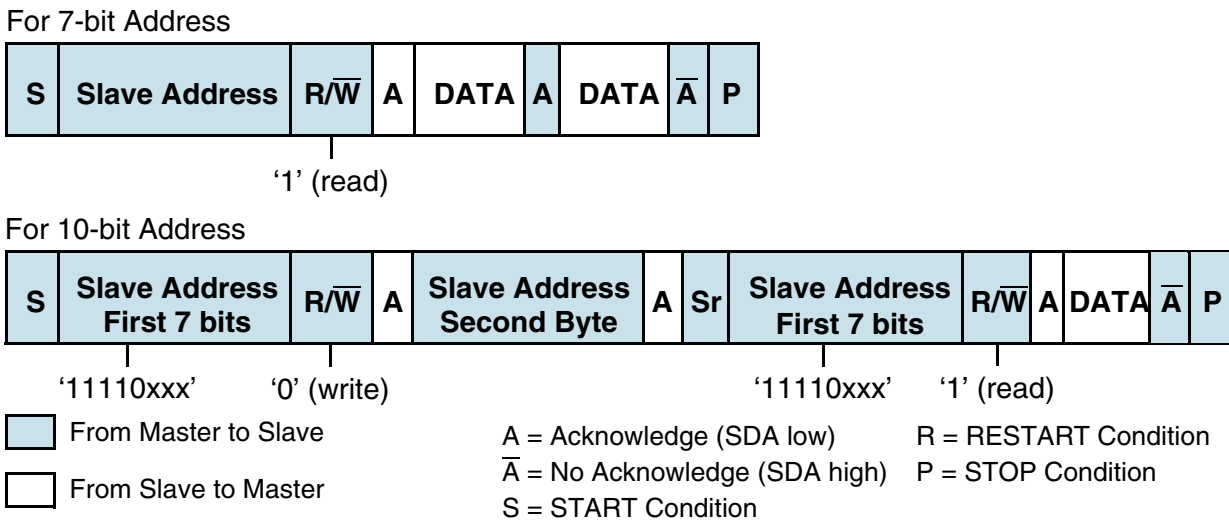 For 7-bit Address
S Slave Address R/W̅ A DATA A DATA A̅ P
‘1’ (read)
For 10-bit Address
S Slave Address First 7 bits R/W̅ A Slave Address Second Byte A Sr Slave Address First 7 bits R/W̅ A DATA A̅ P
‘11110xxx’ ‘0’ (write) ‘11110xxx’ ‘1’ (read)
From Master to Slave
From Slave to Master
A = Acknowledge (SDA low)
A̅ = No Acknowledge (SDA high)
S = START Condition
R = RESTART Condition
P = STOP Condition